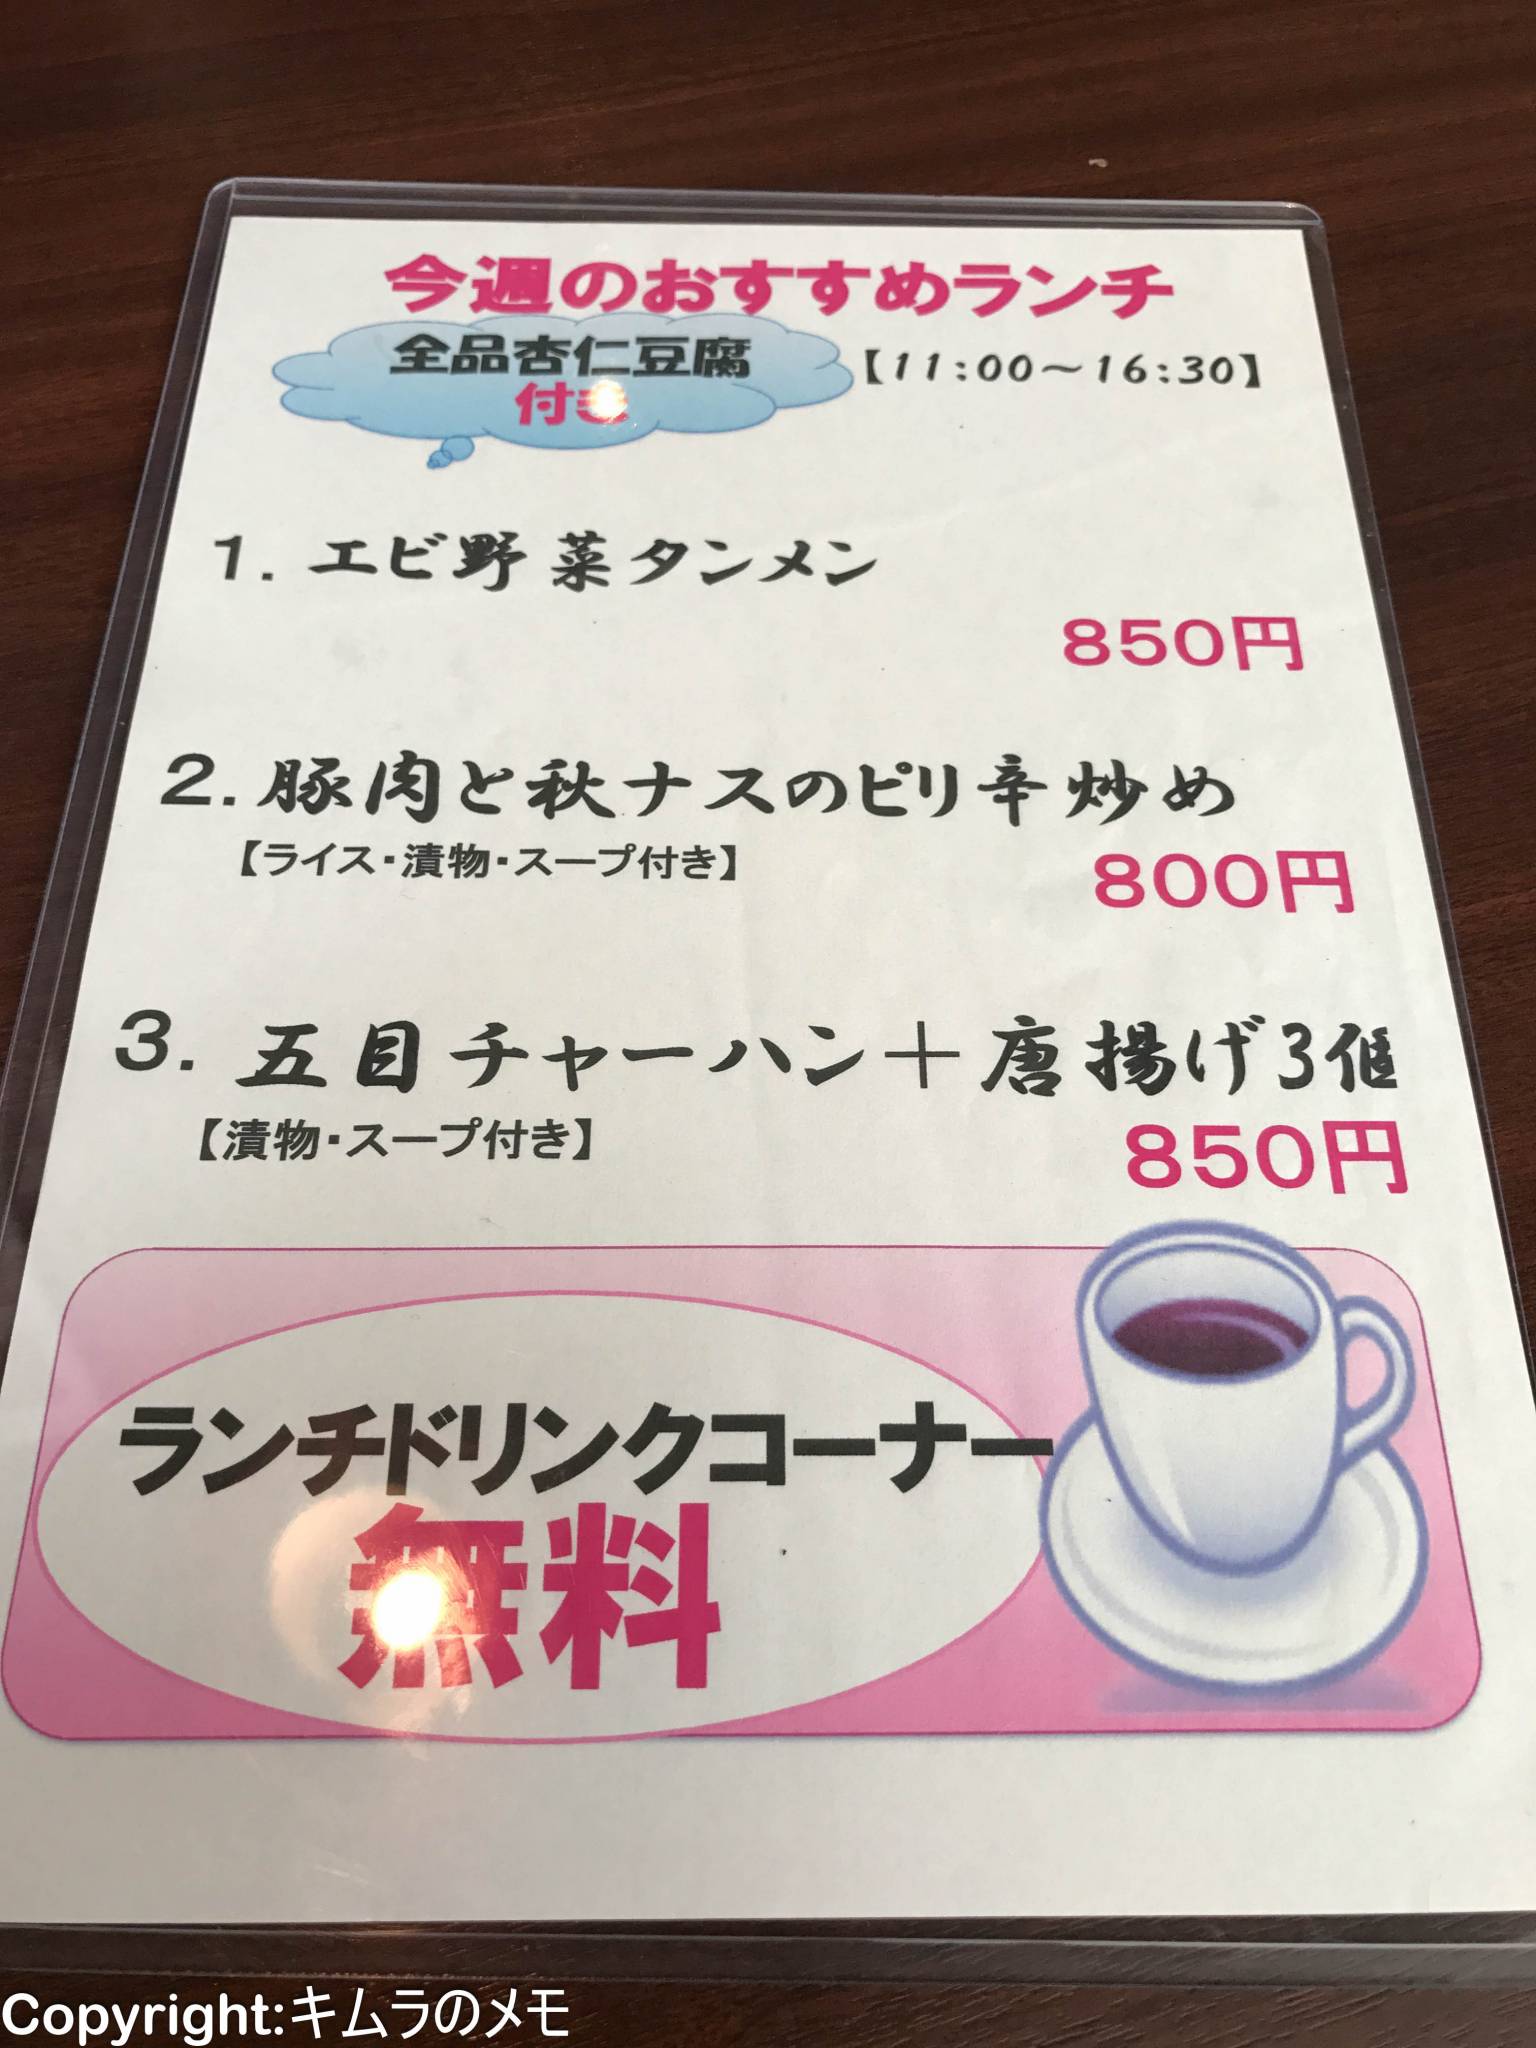 今週のおすすめランチ
全品杏仁豆腐
付き
【11:00～16:30】
1. エビ野菜タンメン
850円
2. 豚肉と秋ナスのピリ辛炒め
【ライス・漬物・スープ付き】
800円
3. 五目チャーハン＋唐揚げ3個
【漬物・スープ付き】
850円
ランチドリンクコーナー
無料
Copyright:キムラのメモ